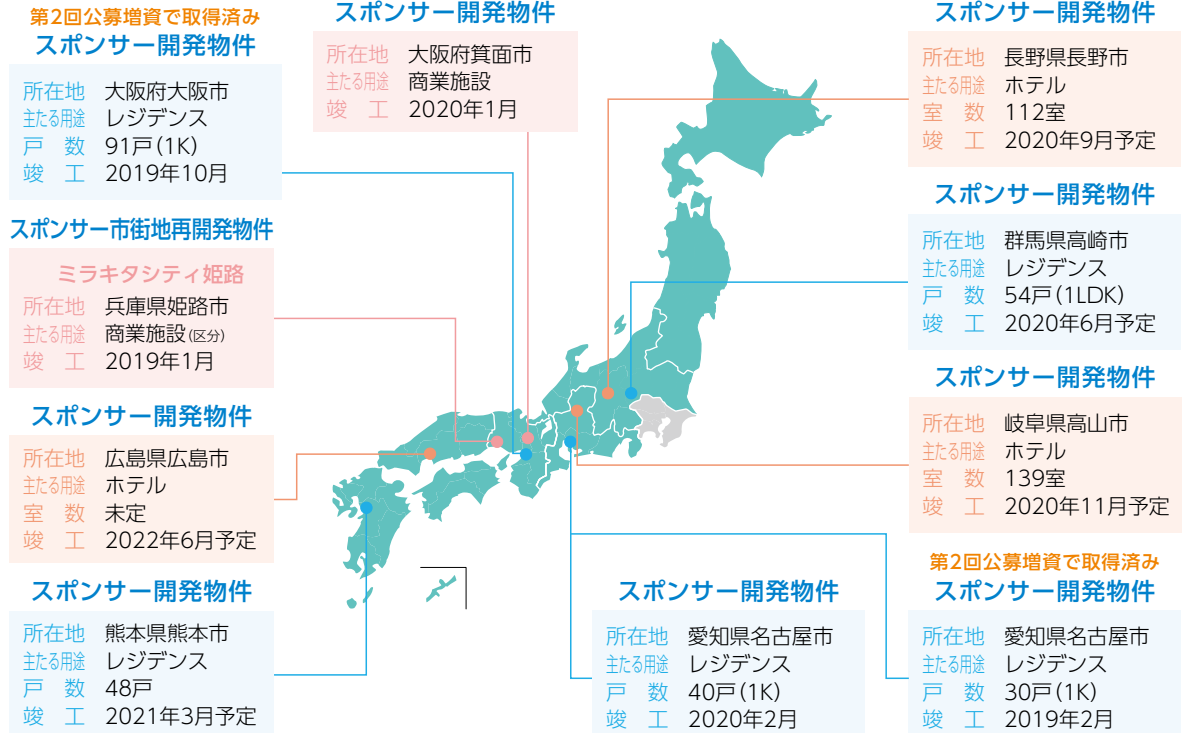 第2回公募増資で取得済み
スポンサー開発物件
所在地 大阪府大阪市
主たる用途 レジデンス
戸 数 91戸(1K)
竣 工 2019年10月
スポンサー開発物件
所在地 大阪府箕面市
主たる用途 商業施設
竣 工 2020年1月
スポンサー開発物件
所在地 長野県長野市
主たる用途 ホテル
室 数 112室
竣 工 2020年9月予定
スポンサー市街地再開発物件
ミラキタシティ姫路
所在地 兵庫県姫路市
主たる用途 商業施設(区分)
竣 工 2019年1月
スポンサー開発物件
所在地 群馬県高崎市
主たる用途 レジデンス
戸 数 54戸(1LDK)
竣 工 2020年6月予定
スポンサー開発物件
所在地 広島県広島市
主たる用途 ホテル
室 数 未定
竣 工 2022年6月予定
スポンサー開発物件
所在地 岐阜県高山市
主たる用途 ホテル
室 数 139室
竣 工 2020年11月予定
スポンサー開発物件
所在地 熊本県熊本市
主たる用途 レジデンス
戸 数 48戸
竣 工 2021年3月予定
スポンサー開発物件
所在地 愛知県名古屋市
主たる用途 レジデンス
戸 数 40戸(1K)
竣 工 2020年2月
第2回公募増資で取得済み
スポンサー開発物件
所在地 愛知県名古屋市
主たる用途 レジデンス
戸 数 30戸(1K)
竣 工 2019年2月